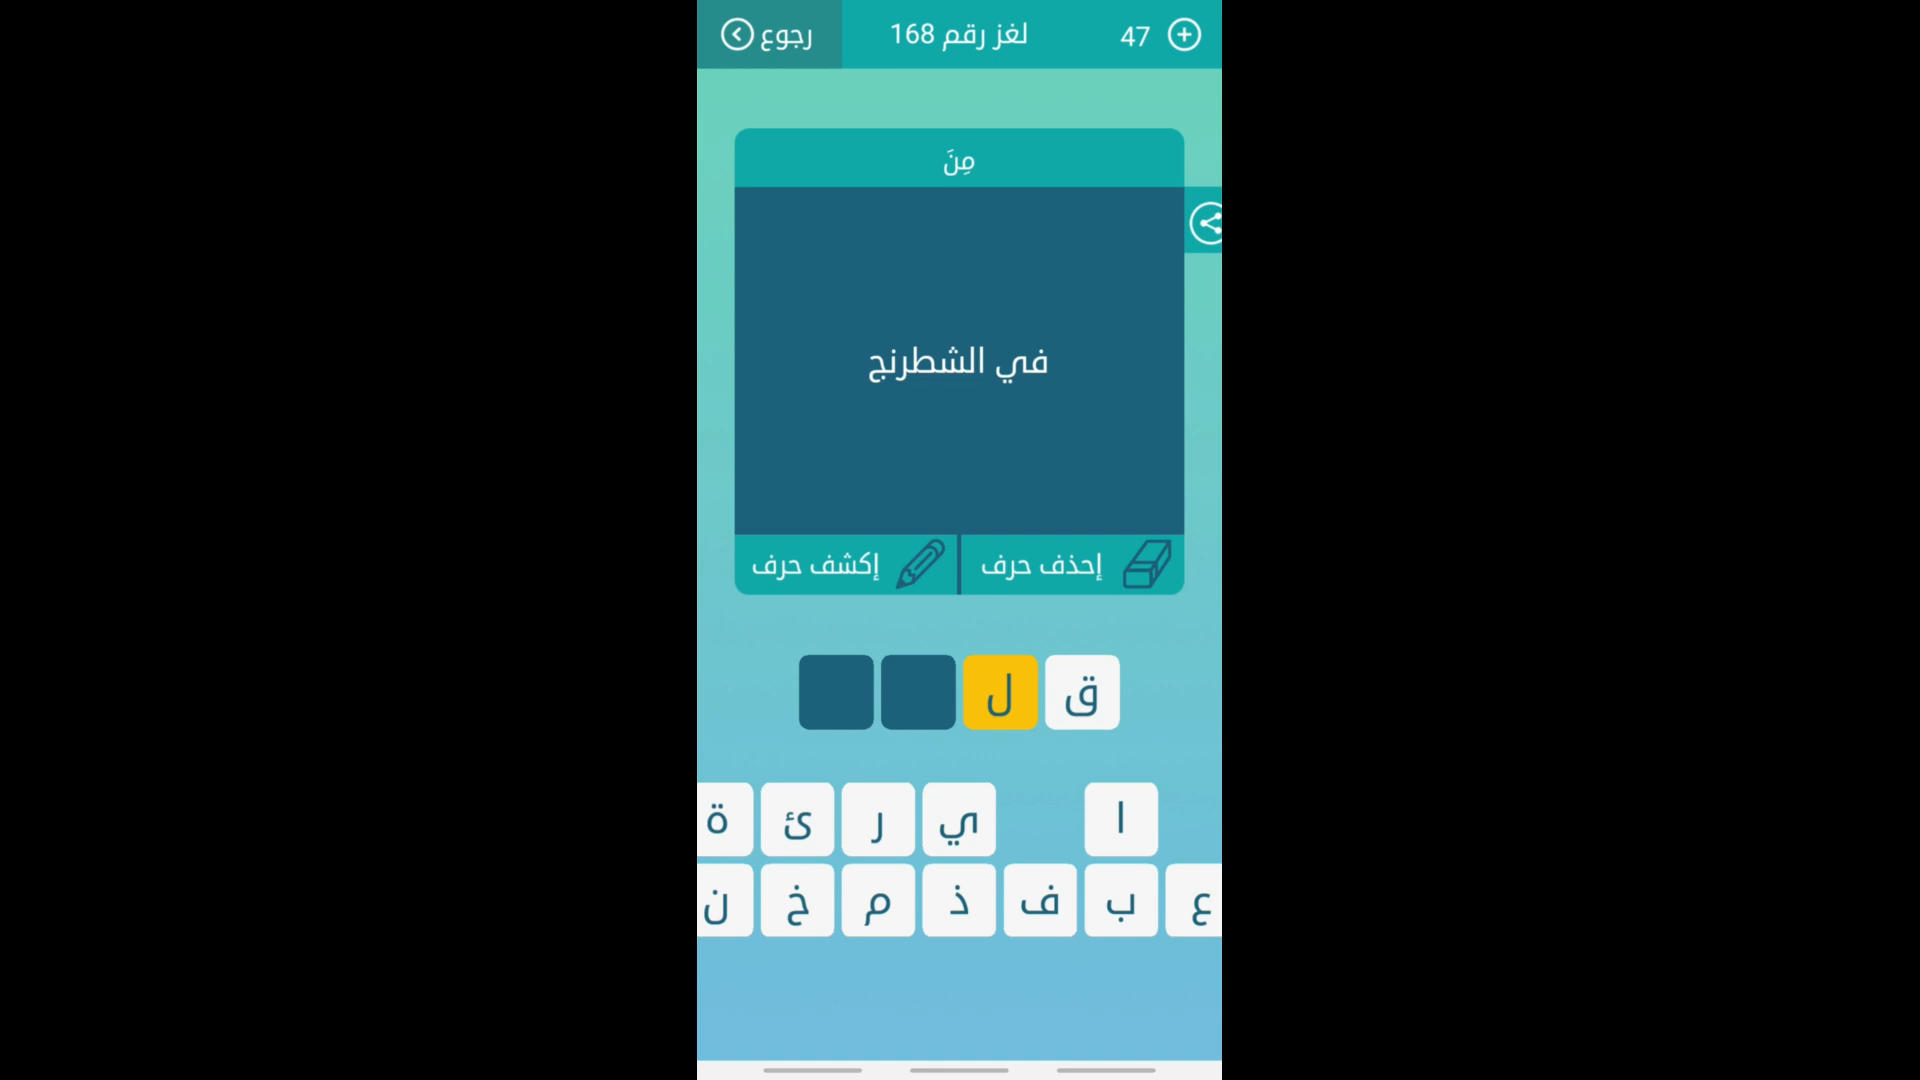 47 لغز رقم 168 رجوع
مِنَ
في الشطرنج
إحذف حرف إكشف حرف
ق ل
ا ي ر ئ ة
ع ب ف ذ م خ ن